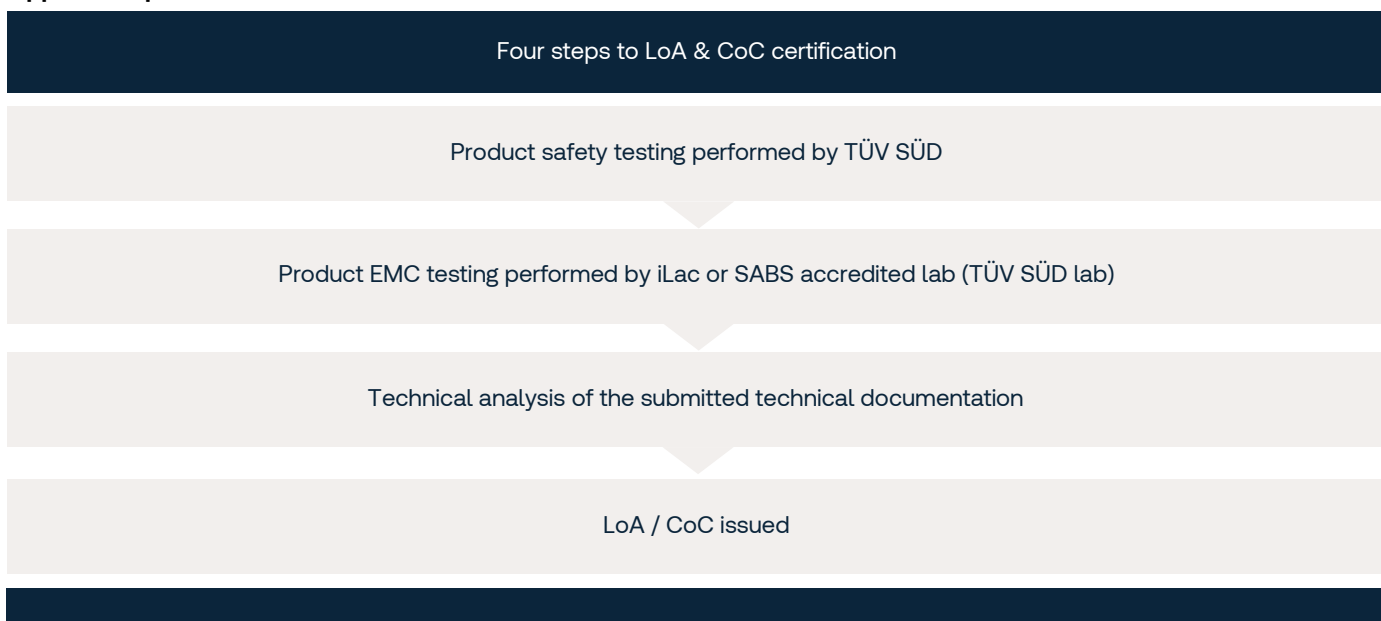 Four steps to LoA & CoC certification
Product safety testing performed by TÜV SÜD
Product EMC testing performed by iLac or SABS accredited lab (TÜV SÜD lab)
Technical analysis of the submitted technical documentation
LoA / CoC issued